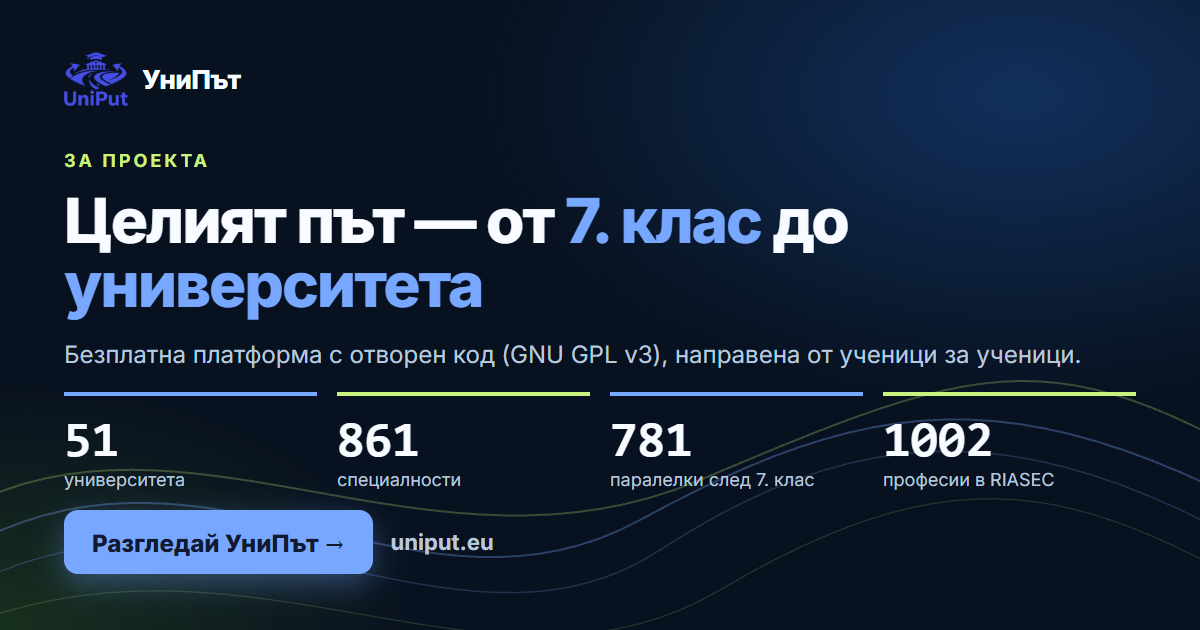 UniPut
УниПът
ЗА ПРОЕКТА
Целият път — от 7. клас до
университета
Безплатна платформа с отворен код (GNU GPL v3), направена от ученици за ученици.
51
университета
861
специалности
781
паралелки след 7. клас
1002
професии в RIASEC
Разгледай УниПът →
uniput.eu